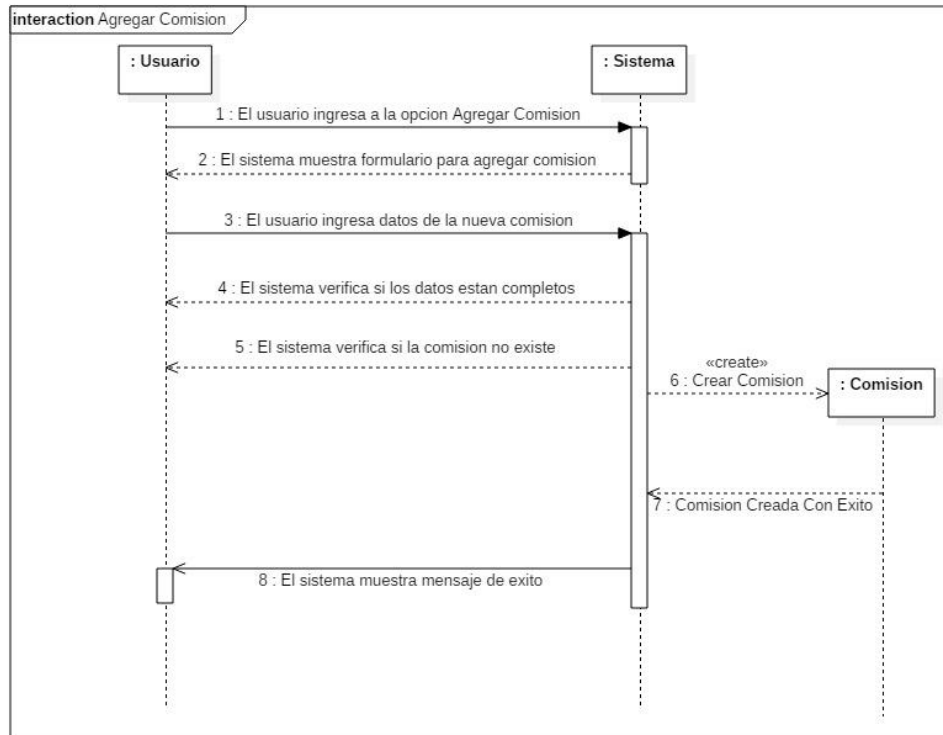 interaction Agregar Comision
: Usuario
: Sistema
1 : El usuario ingresa a la opcion Agregar Comision
2 : El sistema muestra formulario para agregar comision
3 : El usuario ingresa datos de la nueva comision
4 : El sistema verifica si los datos estan completos
5 : El sistema verifica si la comision no existe
«create»
6 : Crear Comision
: Comision
7 : Comision Creada Con Exito
8 : El sistema muestra mensaje de exito